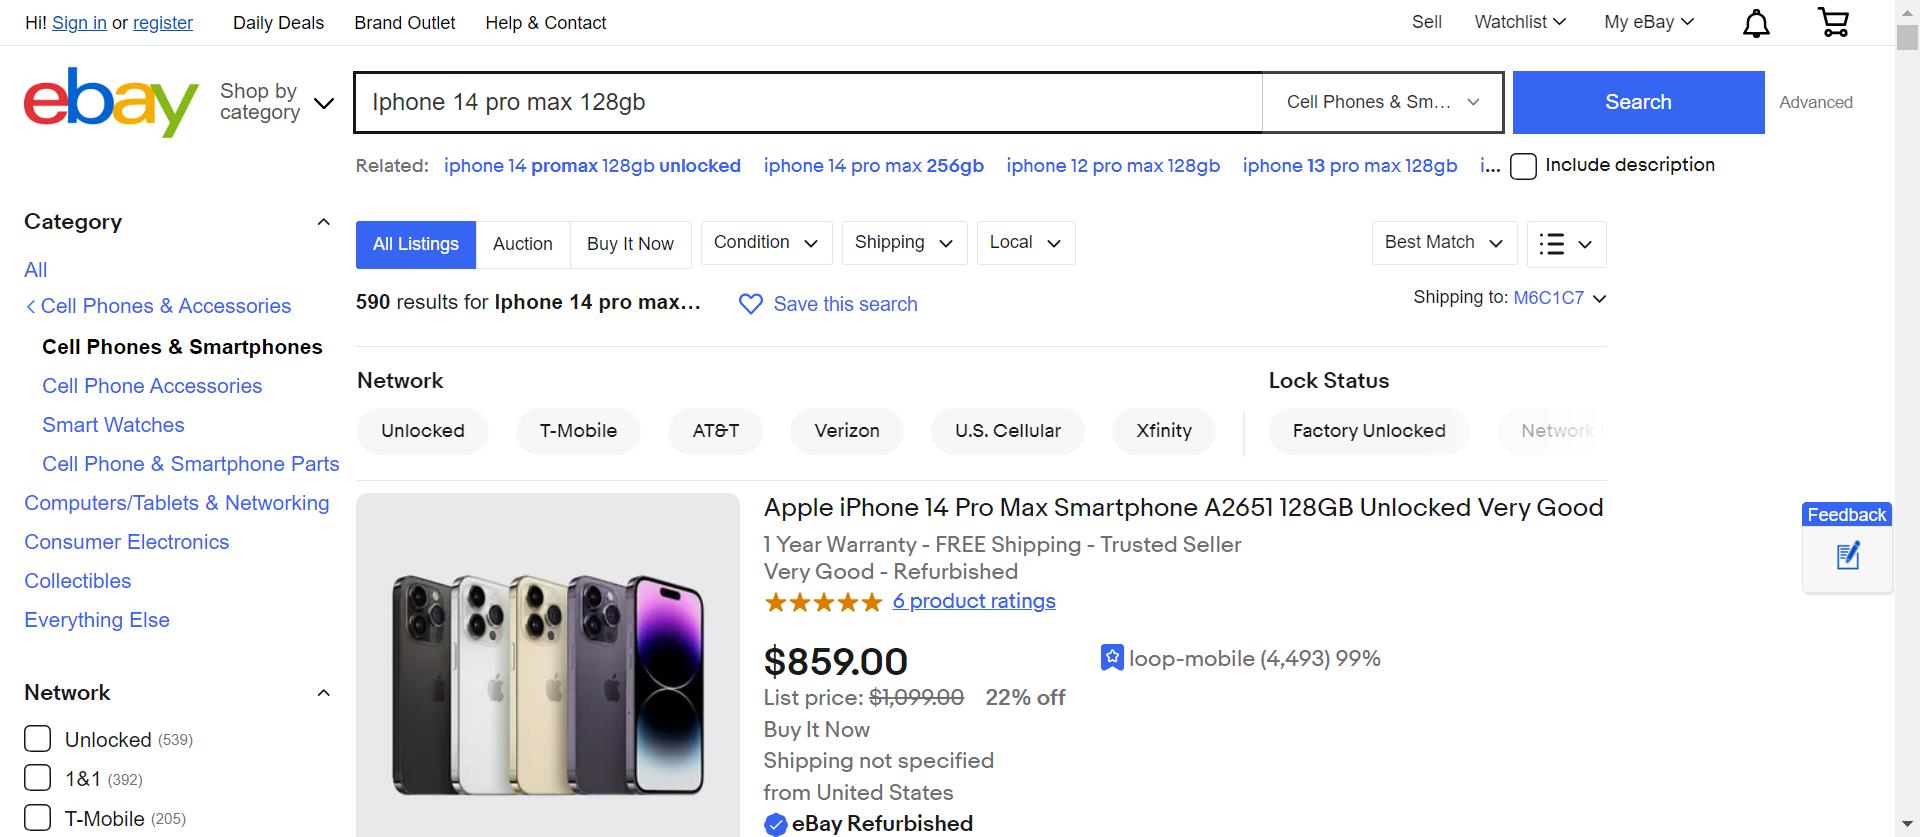 Hi! Sign in or register Daily Deals Brand Outlet Help & Contact Sell Watchlist My eBay
ebay
Shop by
category
Iphone 14 pro max 128gb Cell Phones & Sm... Search Advanced
Related: iphone 14 promax 128gb unlocked iphone 14 pro max 256gb iphone 12 pro max 128gb iphone 13 pro max 128gb i... Include description
Category
All
Cell Phones & Accessories
Cell Phones & Smartphones
Cell Phone Accessories
Smart Watches
Cell Phone & Smartphone Parts
Computers/Tablets & Networking
Consumer Electronics
Collectibles
Everything Else
Network
Unlocked (539)
1&1 (392)
T-Mobile (205)
All Listings Auction Buy It Now Condition Shipping Local Best Match
590 results for Iphone 14 pro max... Save this search Shipping to: M6C1C7
Network Lock Status
Unlocked T-Mobile AT&T Verizon U.S. Cellular Xfinity Factory Unlocked Network
Apple iPhone 14 Pro Max Smartphone A2651 128GB Unlocked Very Good
1 Year Warranty - FREE Shipping - Trusted Seller
Very Good - Refurbished
6 product ratings
$859.00 loop-mobile (4,493) 99%
List price: $1,099.00 22% off
Buy It Now
Shipping not specified
from United States
eBay Refurbished
Feedback